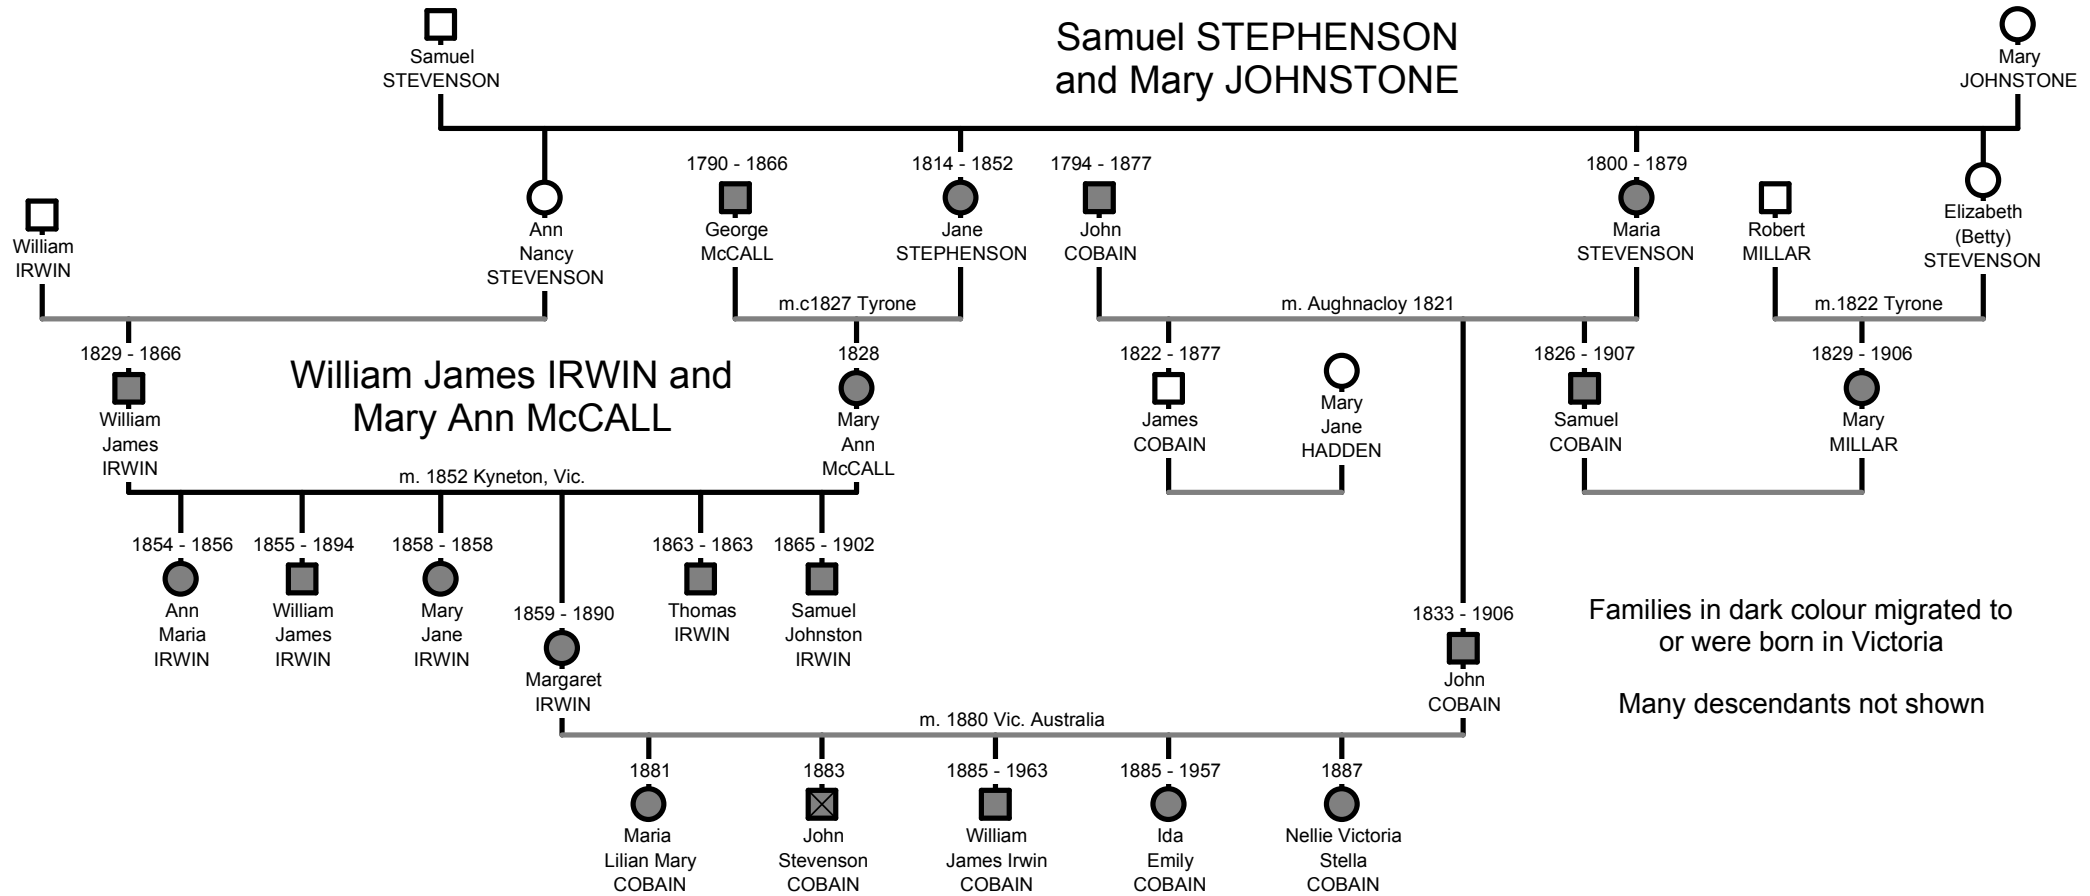 Samuel
STEVENSON
Samuel STEPHENSON
and Mary JOHNSTONE
Mary
JOHNSTONE
William
IRWIN
Ann
Nancy
STEVENSON
1790 - 1866
George
McCALL
1814 - 1852
Jane
STEPHENSON
1794 - 1877
John
COBAIN
1800 - 1879
Maria
STEVENSON
Robert
MILLAR
Elizabeth
(Betty)
STEVENSON
m.c1827 Tyrone
m. Aughnacloy 1821
m.1822 Tyrone
1829 - 1866
William
James
IRWIN
William James IRWIN and
Mary Ann McCALL
1828
Mary
Ann
McCALL
1822 - 1877
James
COBAIN
Mary
Jane
HADDEN
1826 - 1907
Samuel
COBAIN
1829 - 1906
Mary
MILLAR
m. 1852 Kyneton, Vic.
1854 - 1856
Ann
Maria
IRWIN
1855 - 1894
William
James
IRWIN
1858 - 1858
Mary
Jane
IRWIN
1859 - 1890
Margaret
IRWIN
1863 - 1863
Thomas
IRWIN
1865 - 1902
Samuel
Johnston
IRWIN
1833 - 1906
John
COBAIN
Families in dark colour migrated to
or were born in Victoria
Many descendants not shown
m. 1880 Vic. Australia
1881
Maria
Lilian Mary
COBAIN
1883
John
Stevenson
COBAIN
1885 - 1963
William
James Irwin
COBAIN
1885 - 1957
Ida
Emily
COBAIN
1887
Nellie Victoria
Stella
COBAIN